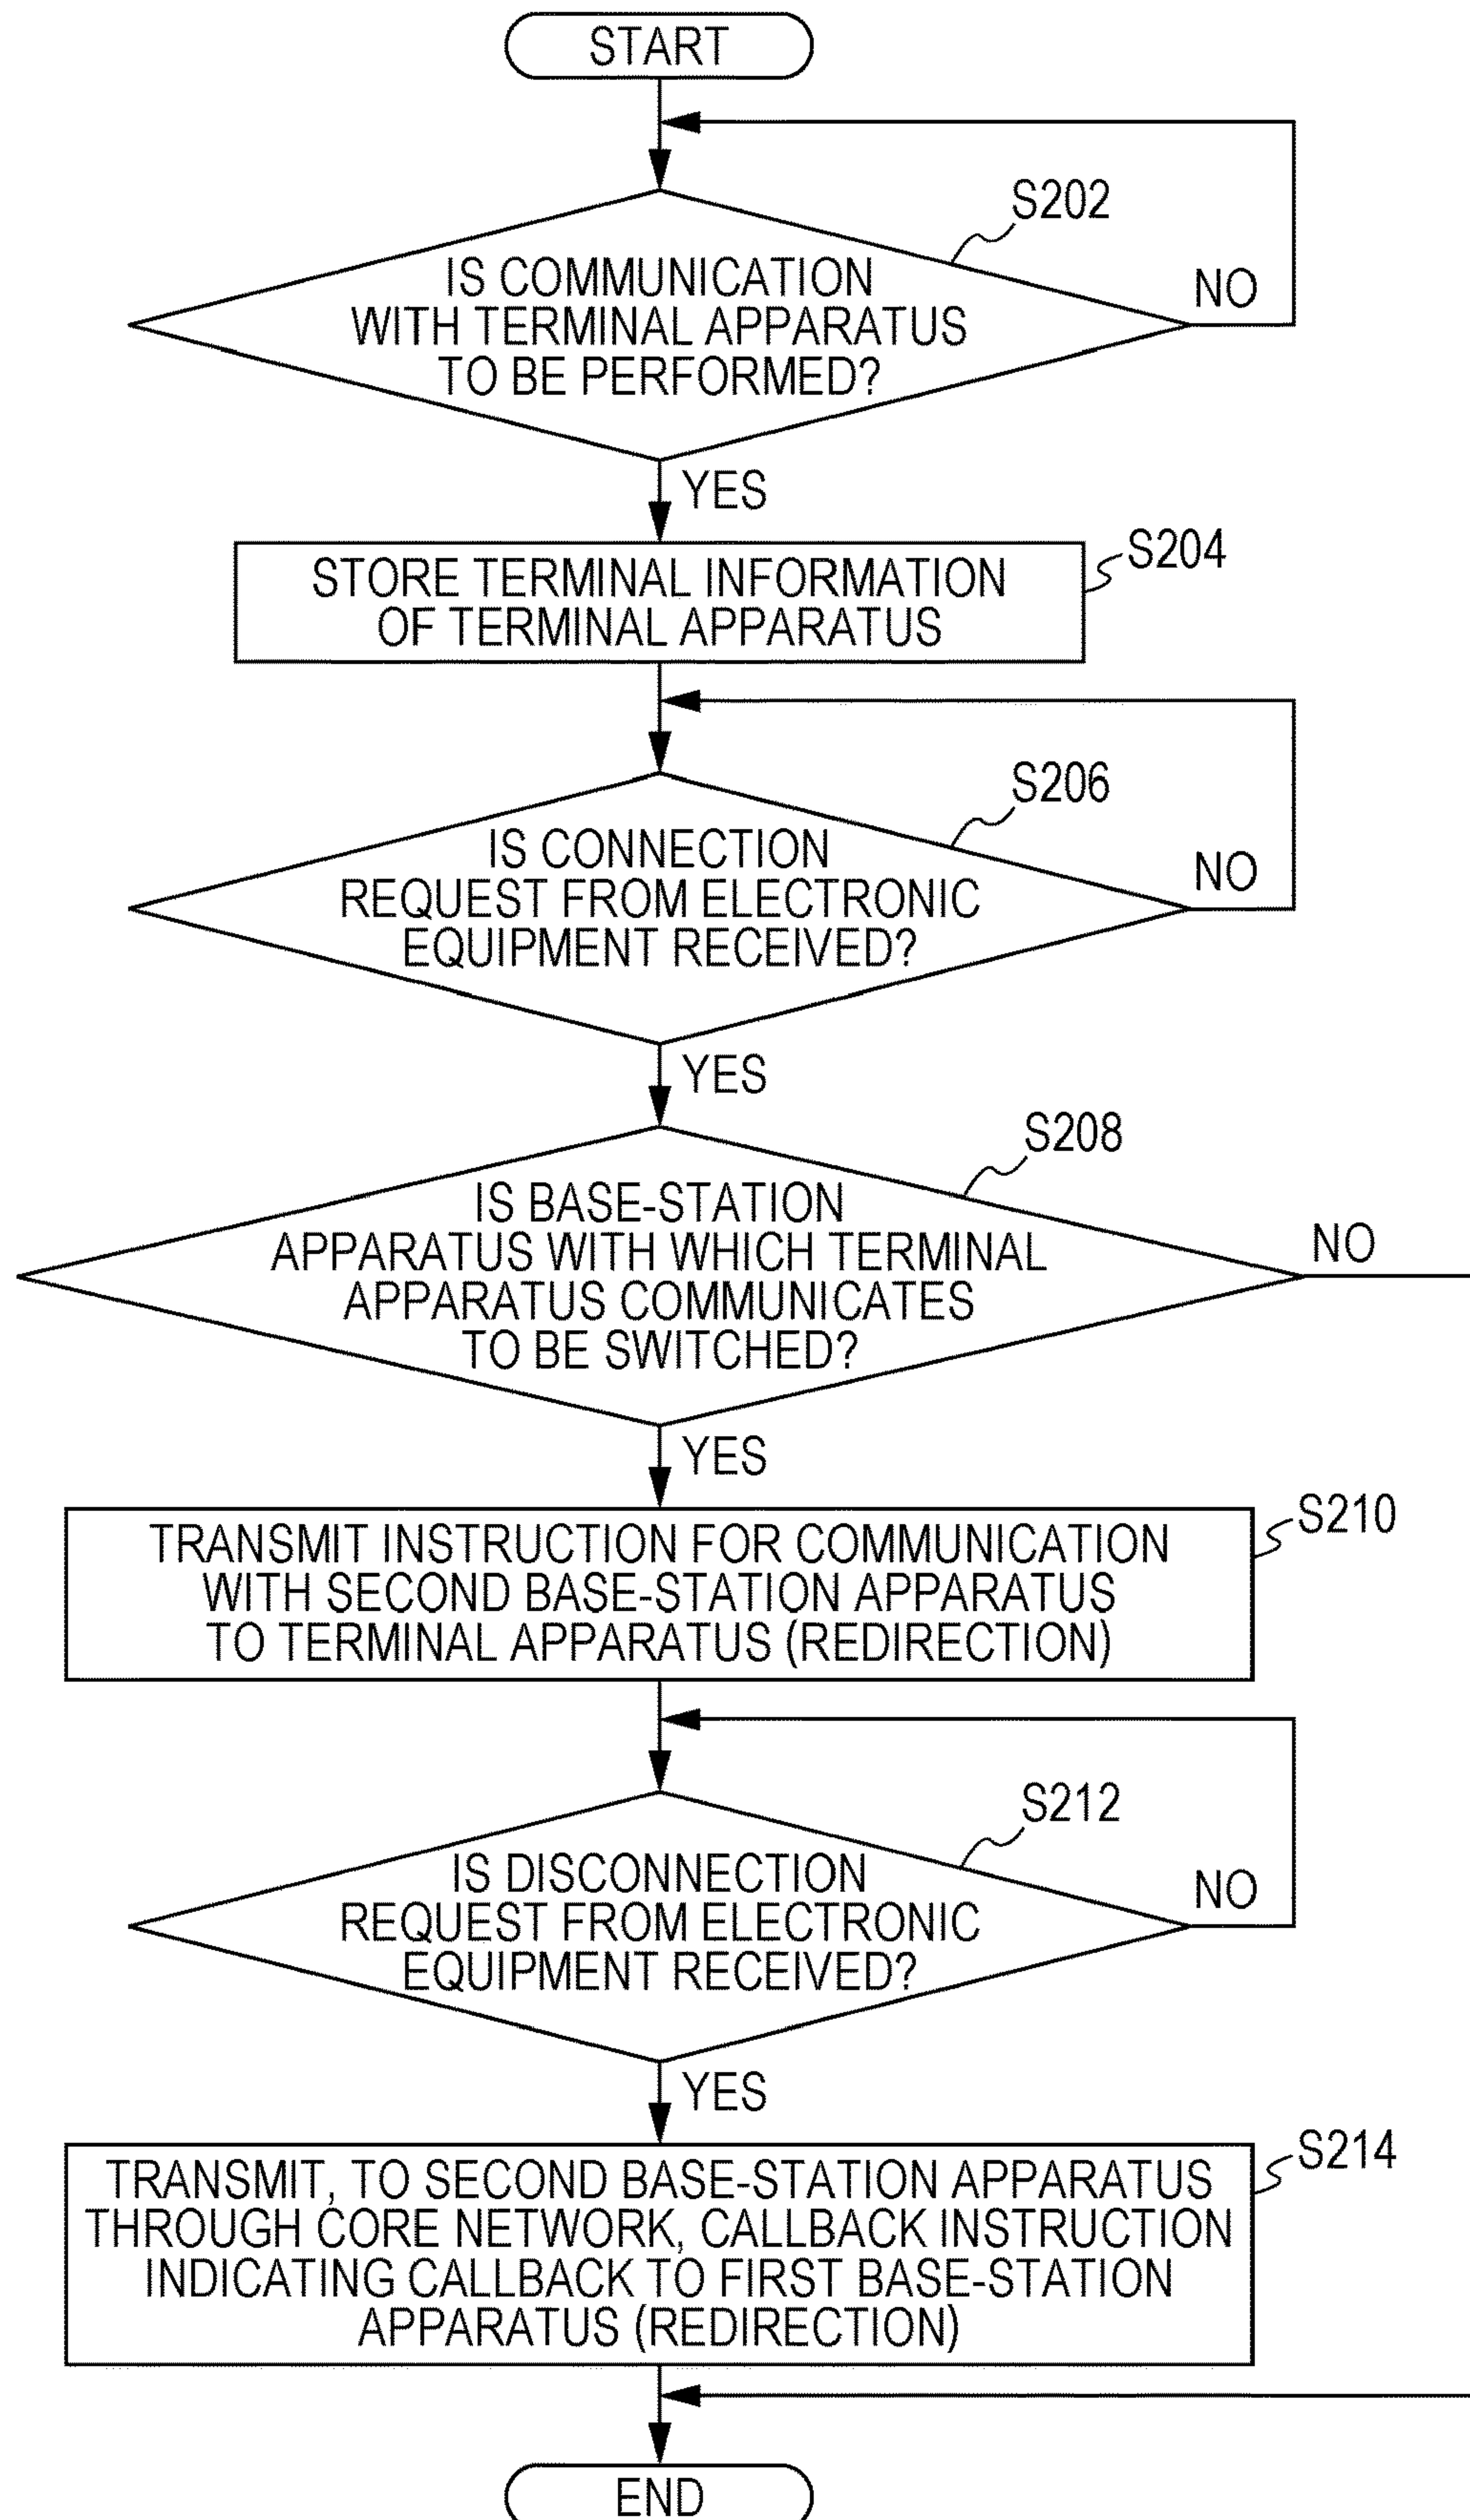 START
S202
IS COMMUNICATION
WITH TERMINAL APPARATUS
TO BE PERFORMED?
NO
YES
S204
STORE TERMINAL INFORMATION
OF TERMINAL APPARATUS
S206
IS CONNECTION
REQUEST FROM ELECTRONIC
EQUIPMENT RECEIVED?
NO
YES
S208
IS BASE-STATION
APPARATUS WITH WHICH TERMINAL
APPARATUS COMMUNICATES
TO BE SWITCHED?
NO
YES
S210
TRANSMIT INSTRUCTION FOR COMMUNICATION
WITH SECOND BASE-STATION APPARATUS
TO TERMINAL APPARATUS (REDIRECTION)
S212
IS DISCONNECTION
REQUEST FROM ELECTRONIC
EQUIPMENT RECEIVED?
NO
YES
S214
TRANSMIT, TO SECOND BASE-STATION APPARATUS
THROUGH CORE NETWORK, CALLBACK INSTRUCTION
INDICATING CALLBACK TO FIRST BASE-STATION
APPARATUS (REDIRECTION)
END